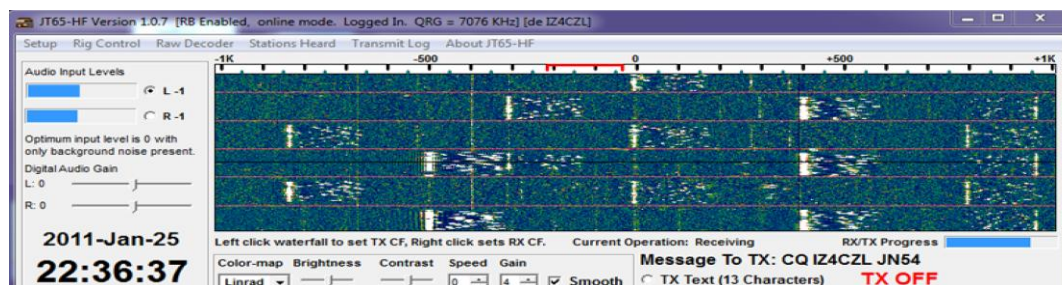 JT65-HF Version 1.0.7 [RB Enabled, online mode. Logged In. QRG = 7076 KHz] [de IZ4CZL]
Setup Rig Control Raw Decoder Stations Heard Transmit Log About JT65-HF
-1K -500 0 +500 +1K
Audio Input Levels
L -1
R -1
Optimum input level is 0 with
only background noise present.
Digital Audio Gain
L: 0
R: 0
2011-Jan-25
22:36:37
Left click waterfall to set TX CF, Right click sets RX CF. Current Operation: Receiving RX/TX Progress
Color-map Brightness Contrast Speed Gain
Linrad 0 4 Smooth
Message To TX: CQ IZ4CZL JN54
TX Text (13 Characters) TX OFF